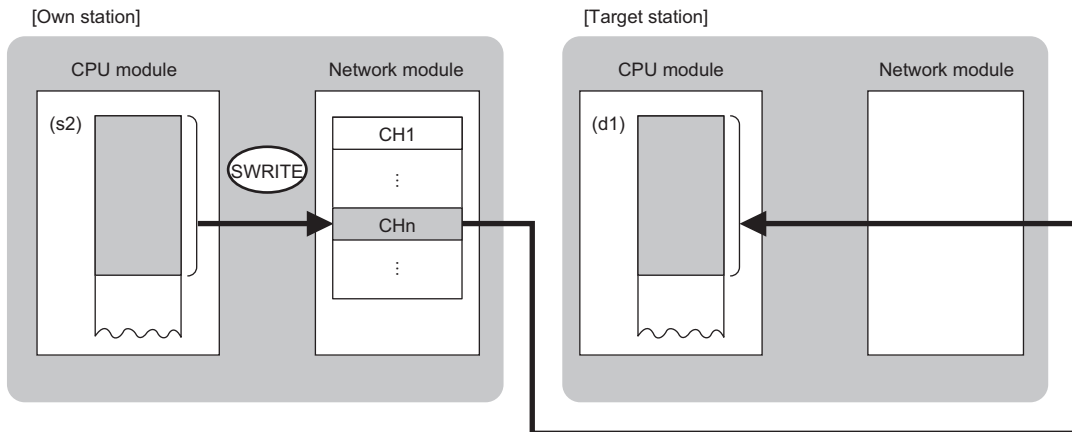 [Own station]
[Target station]
CPU module
Network module
CPU module
Network module
(s2)
CH1
(d1)
SWRITE
⋮
CHn
⋮